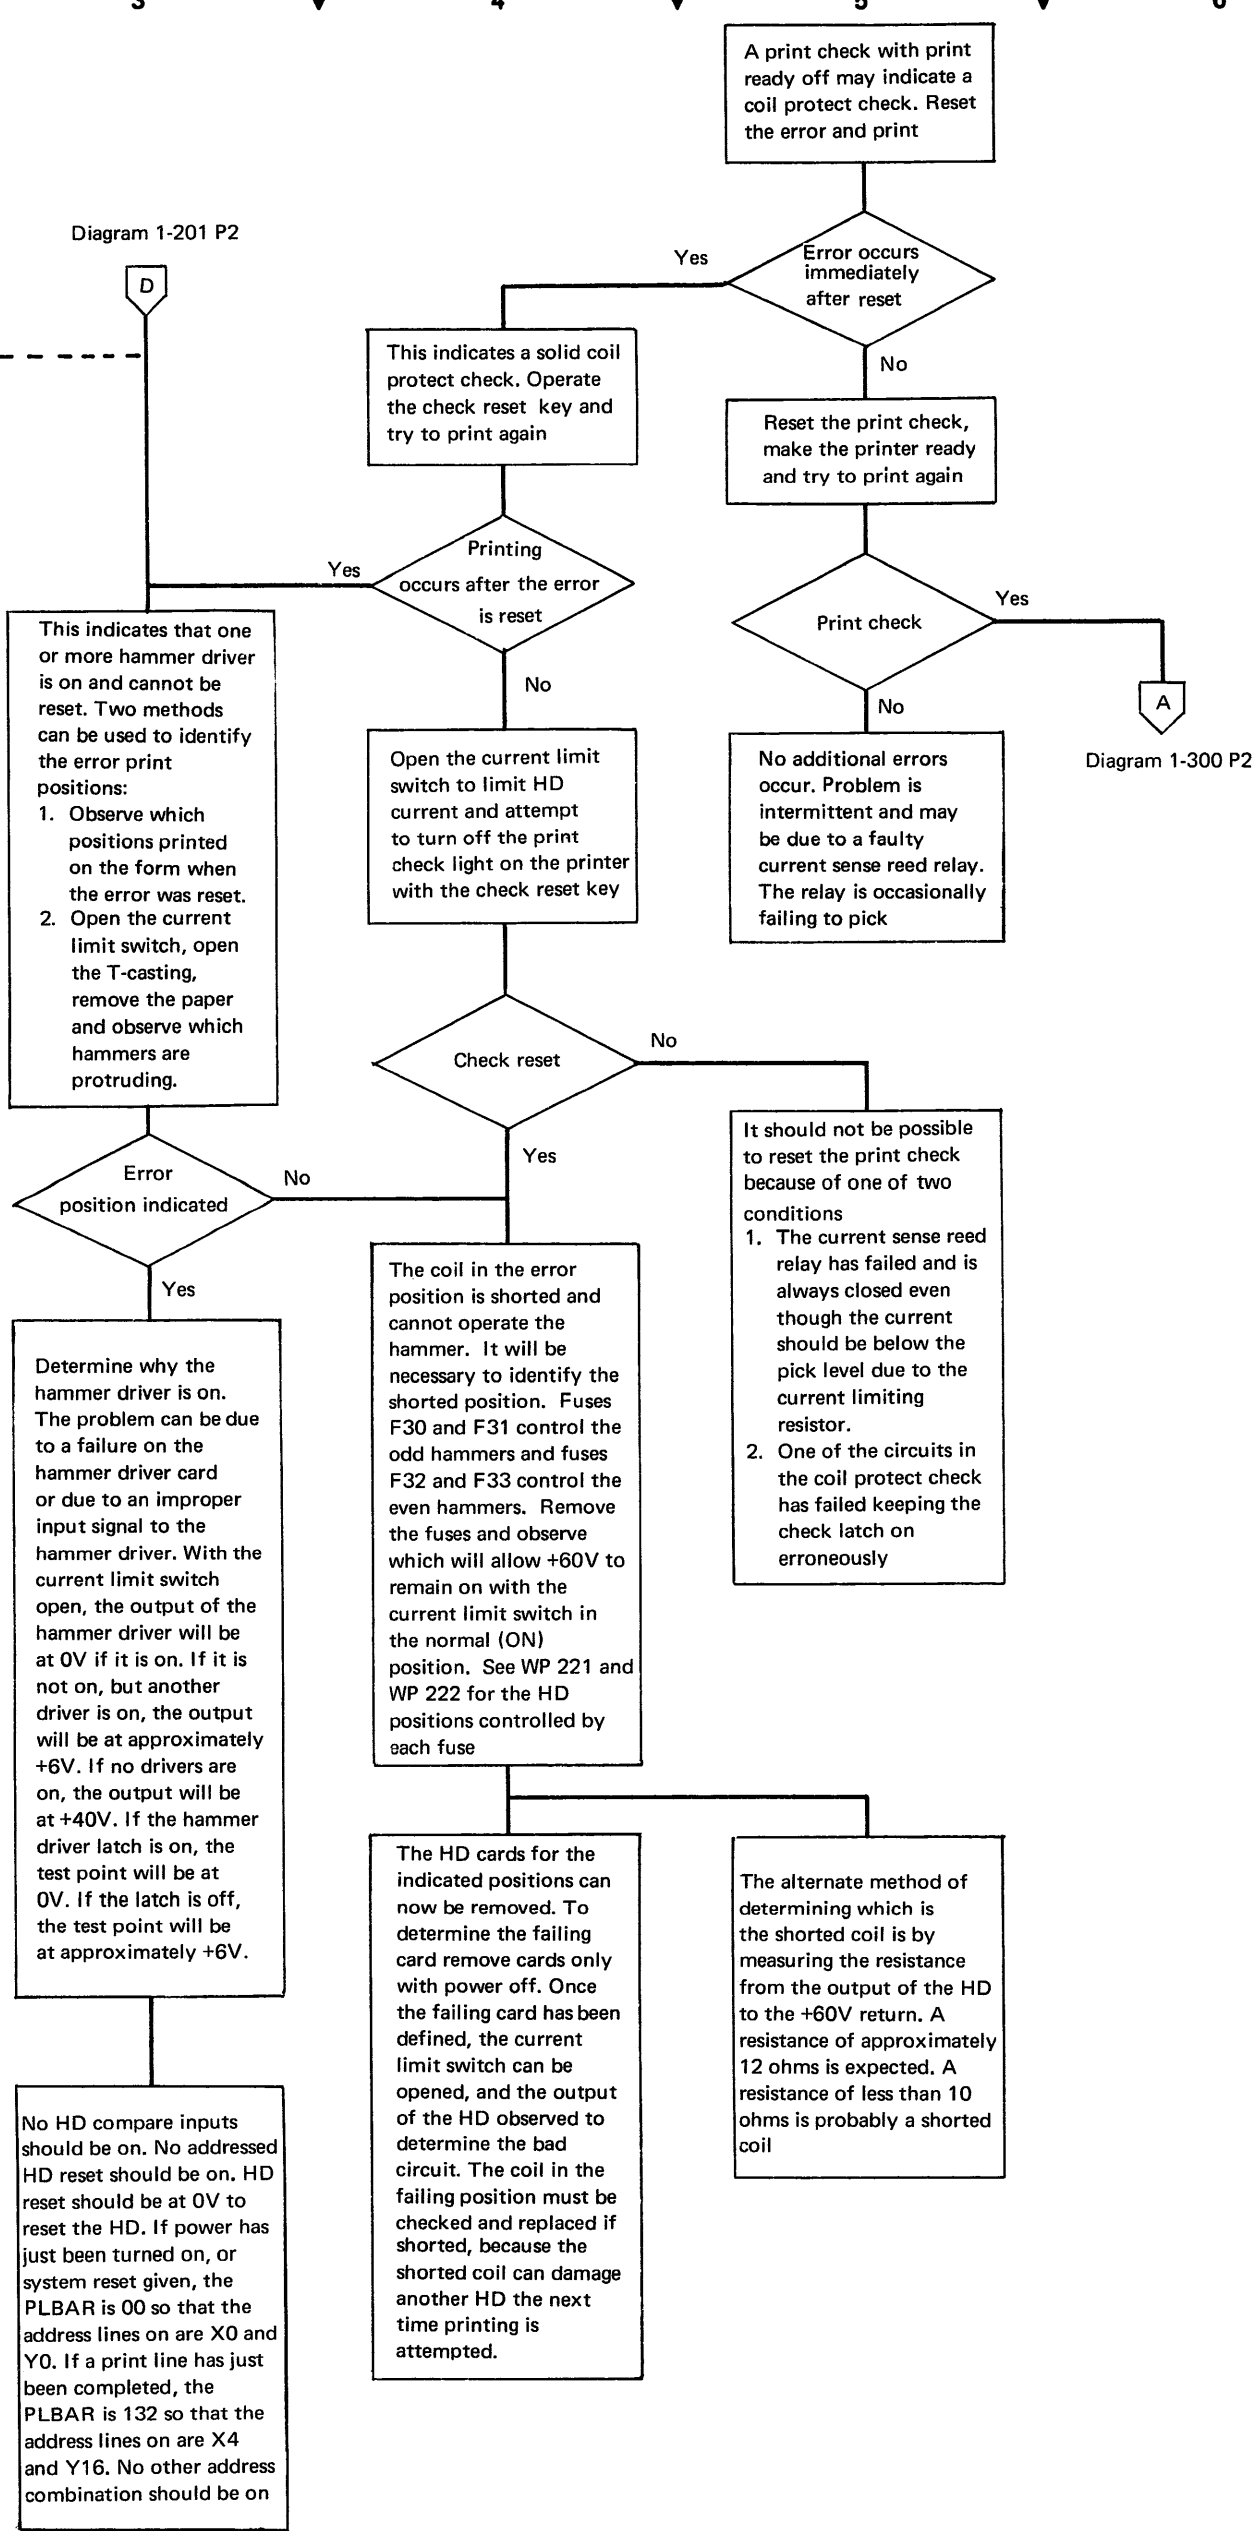 3 4 5 6
A print check with print
ready off may indicate a
coil protect check. Reset
the error and print
Diagram 1-201 P2
D
Yes
Error occurs
immediately
after reset
No
This indicates a solid coil
protect check. Operate
the check reset key and
try to print again
Reset the print check,
make the printer ready
and try to print again
Printing
occurs after the error
is reset
Yes
No
Print check
Yes
No
A
Diagram 1-300 P2
This indicates that one
or more hammer driver
is on and cannot be
reset. Two methods
can be used to identify
the error print
positions:
1. Observe which
positions printed
on the form when
the error was reset.
2. Open the current
limit switch, open
the T-casting,
remove the paper
and observe which
hammers are
protruding.
Open the current limit
switch to limit HD
current and attempt
to turn off the print
check light on the printer
with the check reset key
No additional errors
occur. Problem is
intermittent and may
be due to a faulty
current sense reed relay.
The relay is occasionally
failing to pick
Check reset
No
Yes
Error
position indicated
No
Yes
It should not be possible
to reset the print check
because of one of two
conditions
1. The current sense reed
relay has failed and is
always closed even
though the current
should be below the
pick level due to the
current limiting
resistor.
2. One of the circuits in
the coil protect check
has failed keeping the
check latch on
erroneously
The coil in the error
position is shorted and
cannot operate the
hammer. It will be
necessary to identify the
shorted position. Fuses
F30 and F31 control the
odd hammers and fuses
F32 and F33 control the
even hammers. Remove
the fuses and observe
which will allow +60V to
remain on with the
current limit switch in
the normal (ON)
position. See WP 221 and
WP 222 for the HD
positions controlled by
each fuse
Determine why the
hammer driver is on.
The problem can be due
to a failure on the
hammer driver card
or due to an improper
input signal to the
hammer driver. With the
current limit switch
open, the output of the
hammer driver will be
at 0V if it is on. If it is
not on, but another
driver is on, the output
will be at approximately
+6V. If no drivers are
on, the output will be
at +40V. If the hammer
driver latch is on, the
test point will be at
0V. If the latch is off,
the test point will be
at approximately +6V.
The HD cards for the
indicated positions can
now be removed. To
determine the failing
card remove cards only
with power off. Once
the failing card has been
defined, the current
limit switch can be
opened, and the output
of the HD observed to
determine the bad
circuit. The coil in the
failing position must be
checked and replaced if
shorted, because the
shorted coil can damage
another HD the next
time printing is
attempted.
The alternate method of
determining which is
the shorted coil is by
measuring the resistance
from the output of the HD
to the +60V return. A
resistance of approximately
12 ohms is expected. A
resistance of less than 10
ohms is probably a shorted
coil
No HD compare inputs
should be on. No addressed
HD reset should be on. HD
reset should be at 0V to
reset the HD. If power has
just been turned on, or
system reset given, the
PLBAR is 00 so that the
address lines on are X0 and
Y0. If a print line has just
been completed, the
PLBAR is 132 so that the
address lines on are X4
and Y16. No other address
combination should be on